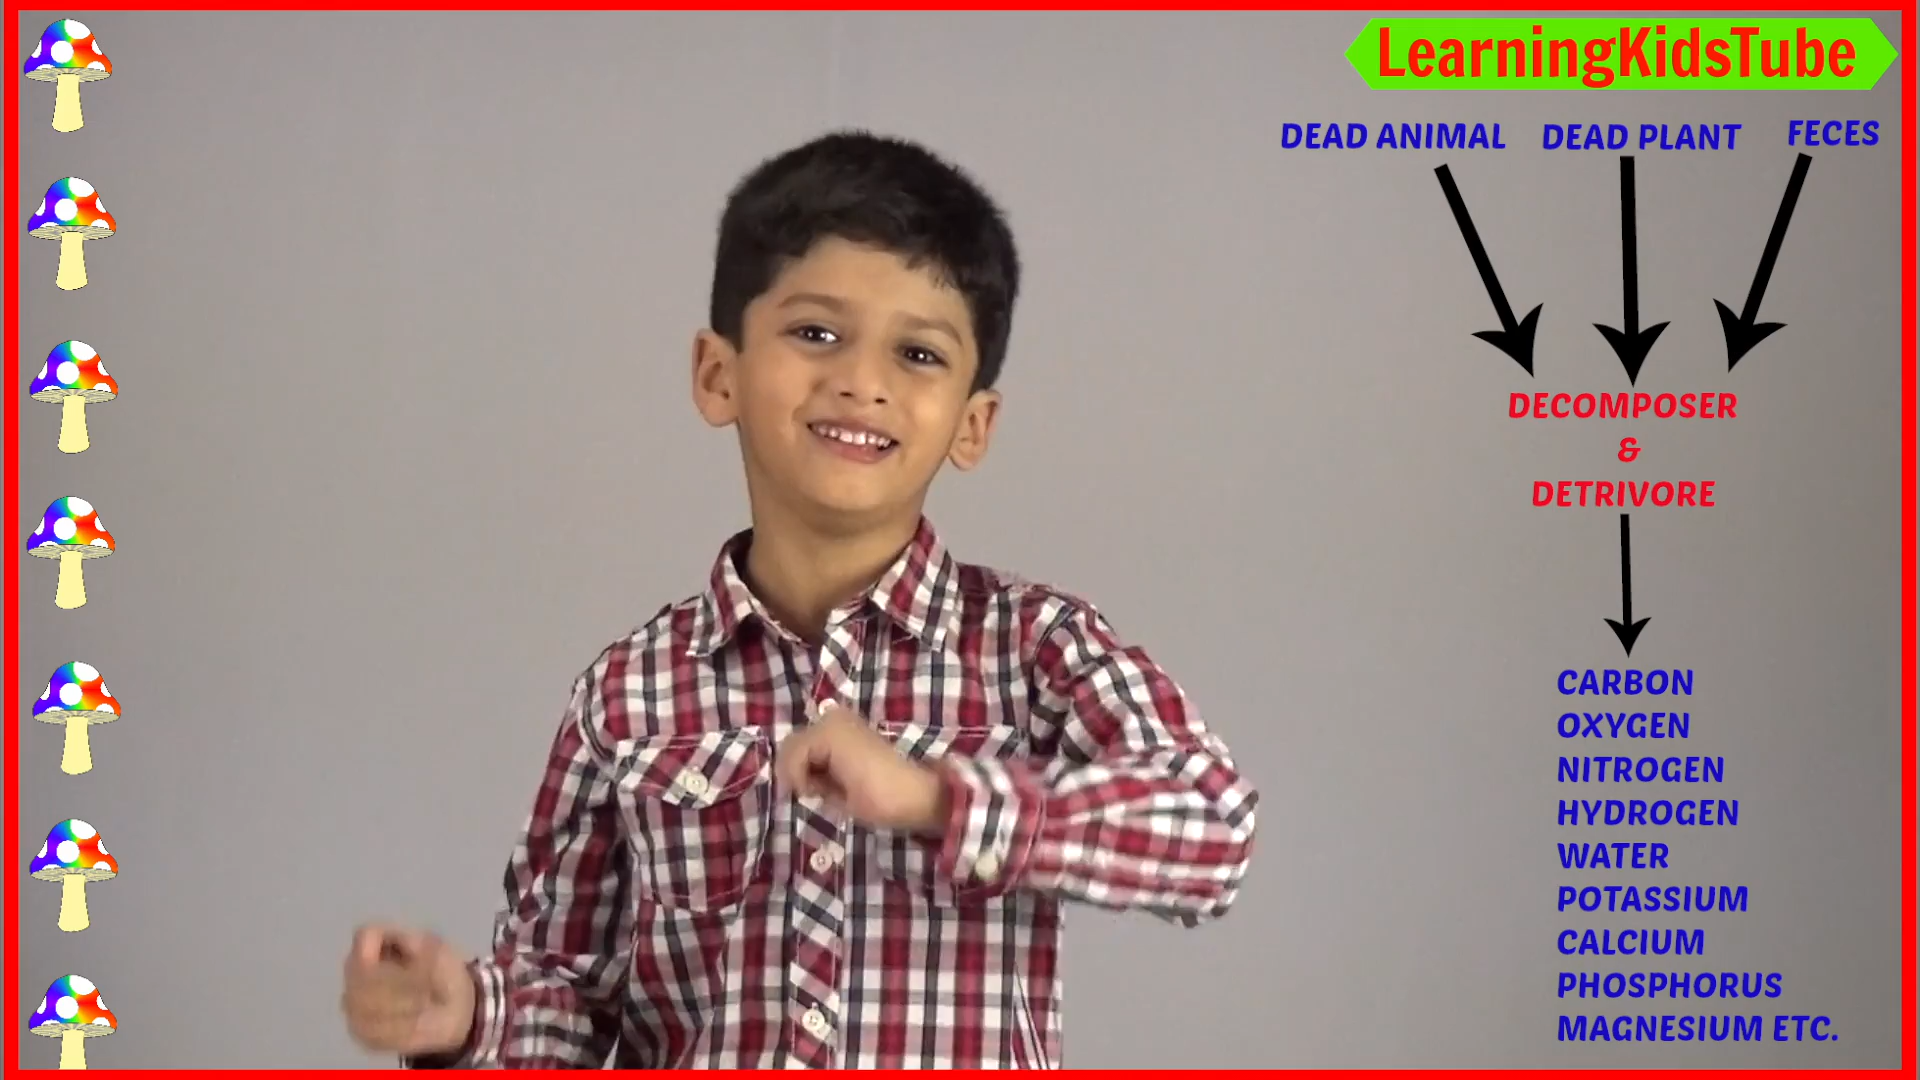 LearningKidsTube
DEAD ANIMAL DEAD PLANT FECES
DECOMPOSER
&
DETRIVORE
CARBON
OXYGEN
NITROGEN
HYDROGEN
WATER
POTASSIUM
CALCIUM
PHOSPHORUS
MAGNESIUM ETC.